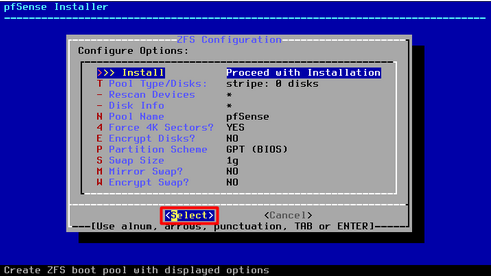 pfSense Installer
ZFS Configuration
Configure Options:
>>> Install Proceed with Installation
T Pool Type/Disks: stripe: 0 disks
- Rescan Devices *
- Disk Info *
N Pool Name pfSense
4 Force 4K Sectors? YES
E Encrypt Disks? NO
P Partition Scheme GPT (BIOS)
S Swap Size 1g
M Mirror Swap? NO
W Encrypt Swap? NO
<Select> <Cancel>
[Use alnum, arrows, punctuation, TAB or ENTER]
Create ZFS boot pool with displayed options